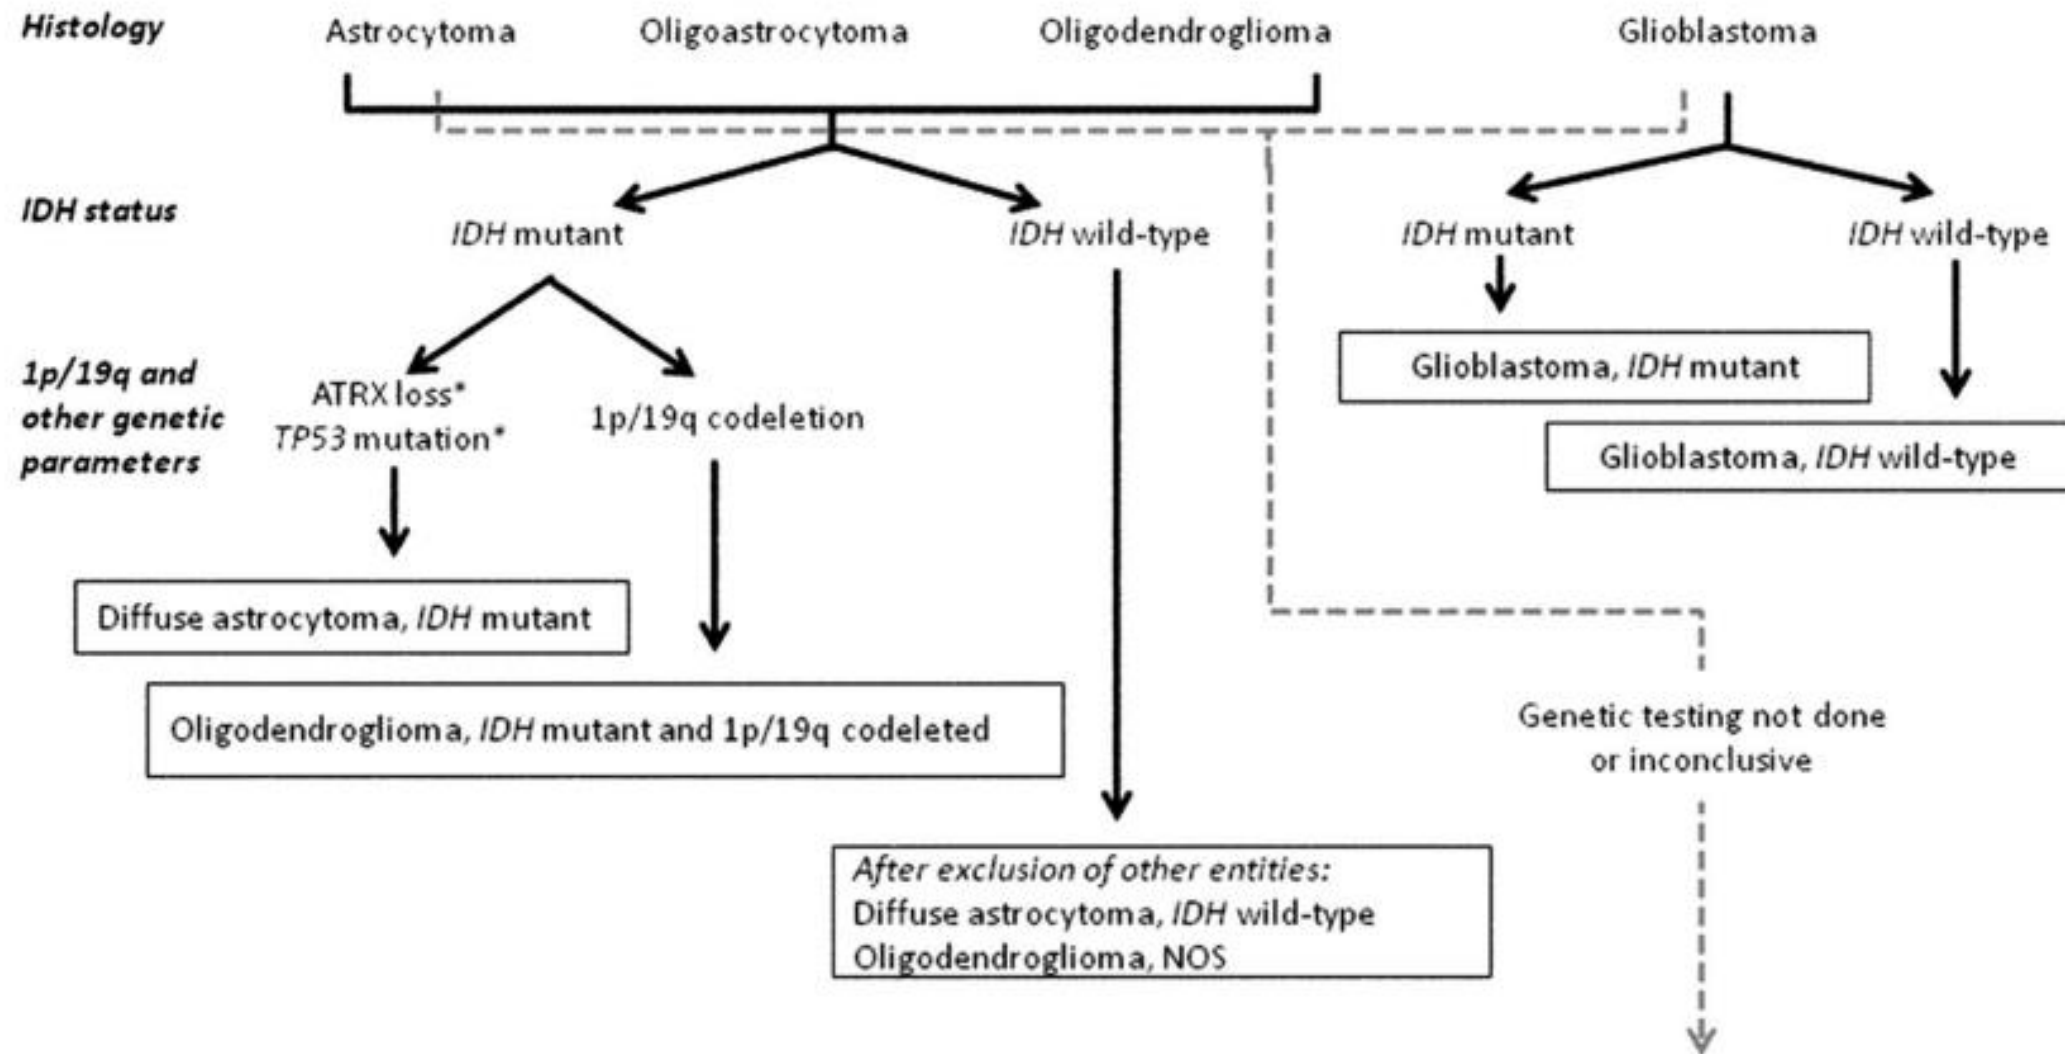 Histology
Astrocytoma
Oligoastrocytoma
Oligodendroglioma
Glioblastoma
IDH status
IDH mutant
IDH wild-type
IDH mutant
IDH wild-type
1p/19q and
other genetic
parameters
ATRX loss*
TP53 mutation*
1p/19q codeletion
Glioblastoma, IDH mutant
Glioblastoma, IDH wild-type
Diffuse astrocytoma, IDH mutant
Oligodendroglioma, IDH mutant and 1p/19q codeleted
Genetic testing not done
or inconclusive
After exclusion of other entities:
Diffuse astrocytoma, IDH wild-type
Oligodendroglioma, NOS